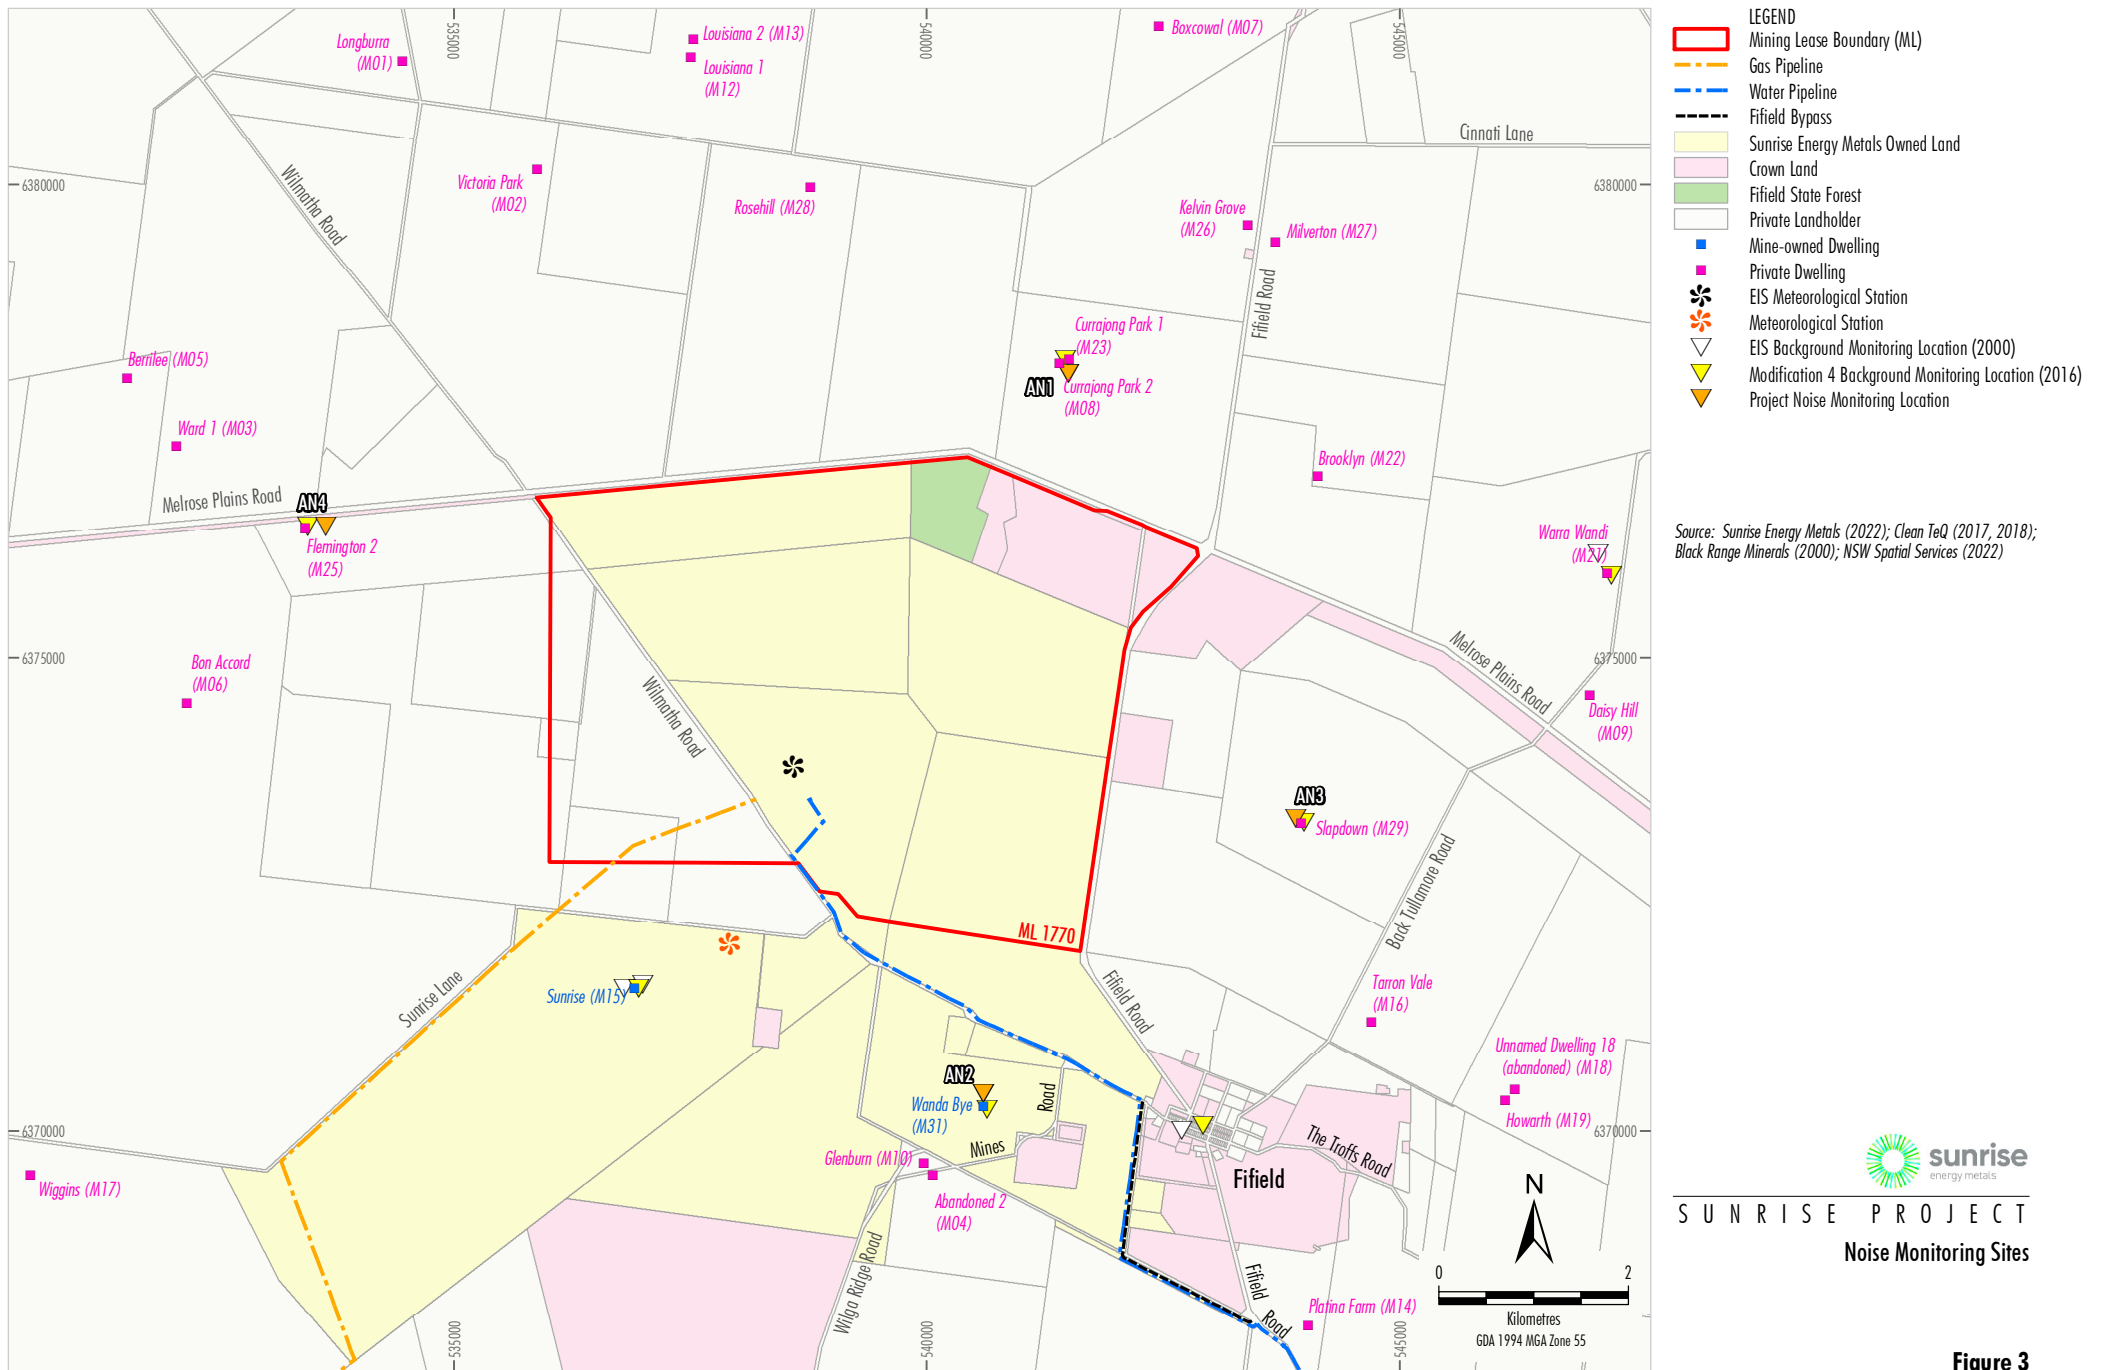 Longburra
(M01)
535000
Louisiana 2 (M13)
Louisiana 1
(M12)
540000
Boxcowal (M07)
545000
Cinnati Lane
6380000
6380000
Wilmatha Road
Victoria Park
(M02)
Rosehill (M28)
Kelvin Grove
(M26)
Milverton (M27)
Fifield Road
Currajong Park 1
(M23)
AN1
Currajong Park 2
(M08)
Berrilee (M05)
Ward 1 (M03)
Brooklyn (M22)
Melrose Plains Road
AN4
Flemington 2
(M25)
Warra Wandi
(M21)
6375000
6375000
Bon Accord
(M06)
Wilmatha Road
Melrose Plains Road
Daisy Hill
(M09)
AN3
Slapdown (M29)
Back Tullamore Road
ML 1770
Sunrise Lane
Sunrise (M15)
Fifield Road
Tarron Vale
(M16)
Unnamed Dwelling 18
(abandoned) (M18)
Howarth (M19)
AN2
Wanda Bye
(M31)
Road
Mines
6370000
6370000
Glenburn (M10)
Abandoned 2
(M04)
The Troffs Road
Fifield
Wiggins (M17)
Wilga Ridge Road
Fifield
Road
Platina Farm (M14)
535000
540000
545000
N
0
2
Kilometres
GDA 1994 MGA Zone 55
LEGEND
Mining Lease Boundary (ML)
Gas Pipeline
Water Pipeline
Fifield Bypass
Sunrise Energy Metals Owned Land
Crown Land
Fifield State Forest
Private Landholder
Mine-owned Dwelling
Private Dwelling
EIS Meteorological Station
Meteorological Station
EIS Background Monitoring Location (2000)
Modification 4 Background Monitoring Location (2016)
Project Noise Monitoring Location
Source: Sunrise Energy Metals (2022); Clean TeQ (2017, 2018);
Black Range Minerals (2000); NSW Spatial Services (2022)
sunrise
energy metals
SUNRISE PROJECT
Noise Monitoring Sites
Figure 3